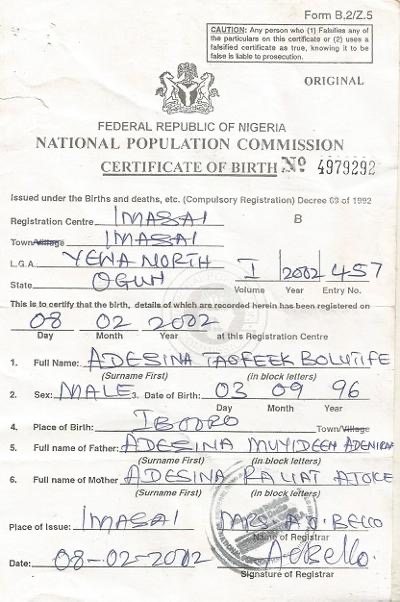 Form B.2/Z.5
CAUTION: Any person who (1) Falsifies any of
the particulars on this certificate or (2) uses a
falsified certificate as true, knowing it to be
false is liable to prosecution.
ORIGINAL
FEDERAL REPUBLIC OF NIGERIA
NATIONAL POPULATION COMMISSION
CERTIFICATE OF BIRTH № 4979292
Issued under the Births and deaths, etc. (Compulsory Registration) Decree 69 of 1992
Registration Centre IMASAI B
Town/Village IMASAI
L.G.A. YEWA NORTH I 2002 457
State OGUN Volume Year Entry No.
This is to certify that the birth, details of which are recorded herein has been registered on
08 02 2002
Day Month Year at this Registration Centre
1. Full Name: ADESINA TAOFEEK BOLUTIFE
(Surname First) (in block letters)
2. Sex: MALE 3. Date of Birth: 03 09 96
Day Month Year
4. Place of Birth: IBORO Town/Village
5. Full name of Father: ADESINA MUYIDEEN
(Surname First) (in block letters)
6. Full name of Mother ADESINA RALIAT AJOKE
(Surname First) (in block letters)
Place of Issue: IMASAI MRS. A.O. BELLO
Name of Registrar
Date: 08-02-2002 AOBello.
Signature of Registrar